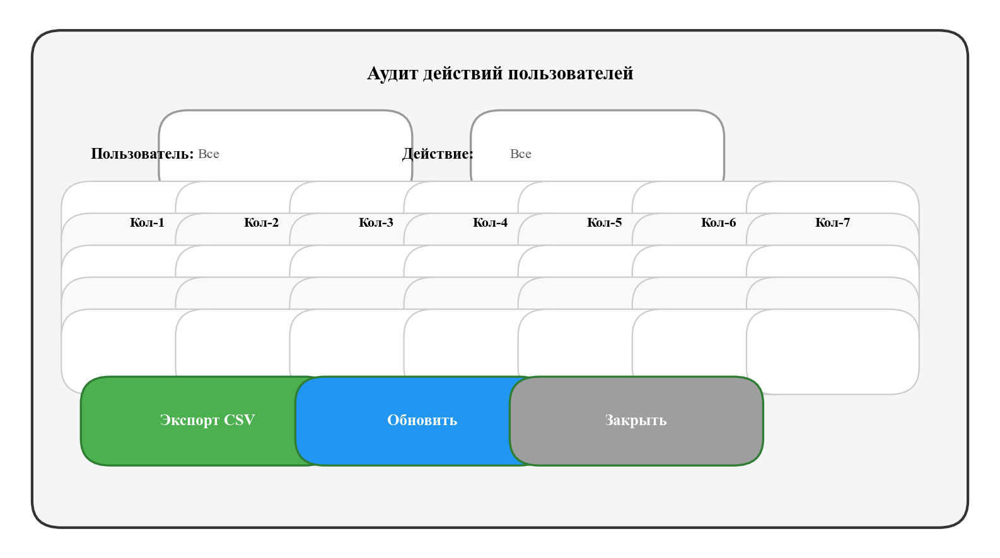 Аудит действий пользователей
Пользователь: Все Действие: Все
Кол-1 Кол-2 Кол-3 Кол-4 Кол-5 Кол-6 Кол-7
Экспорт CSV Обновить Закрыть